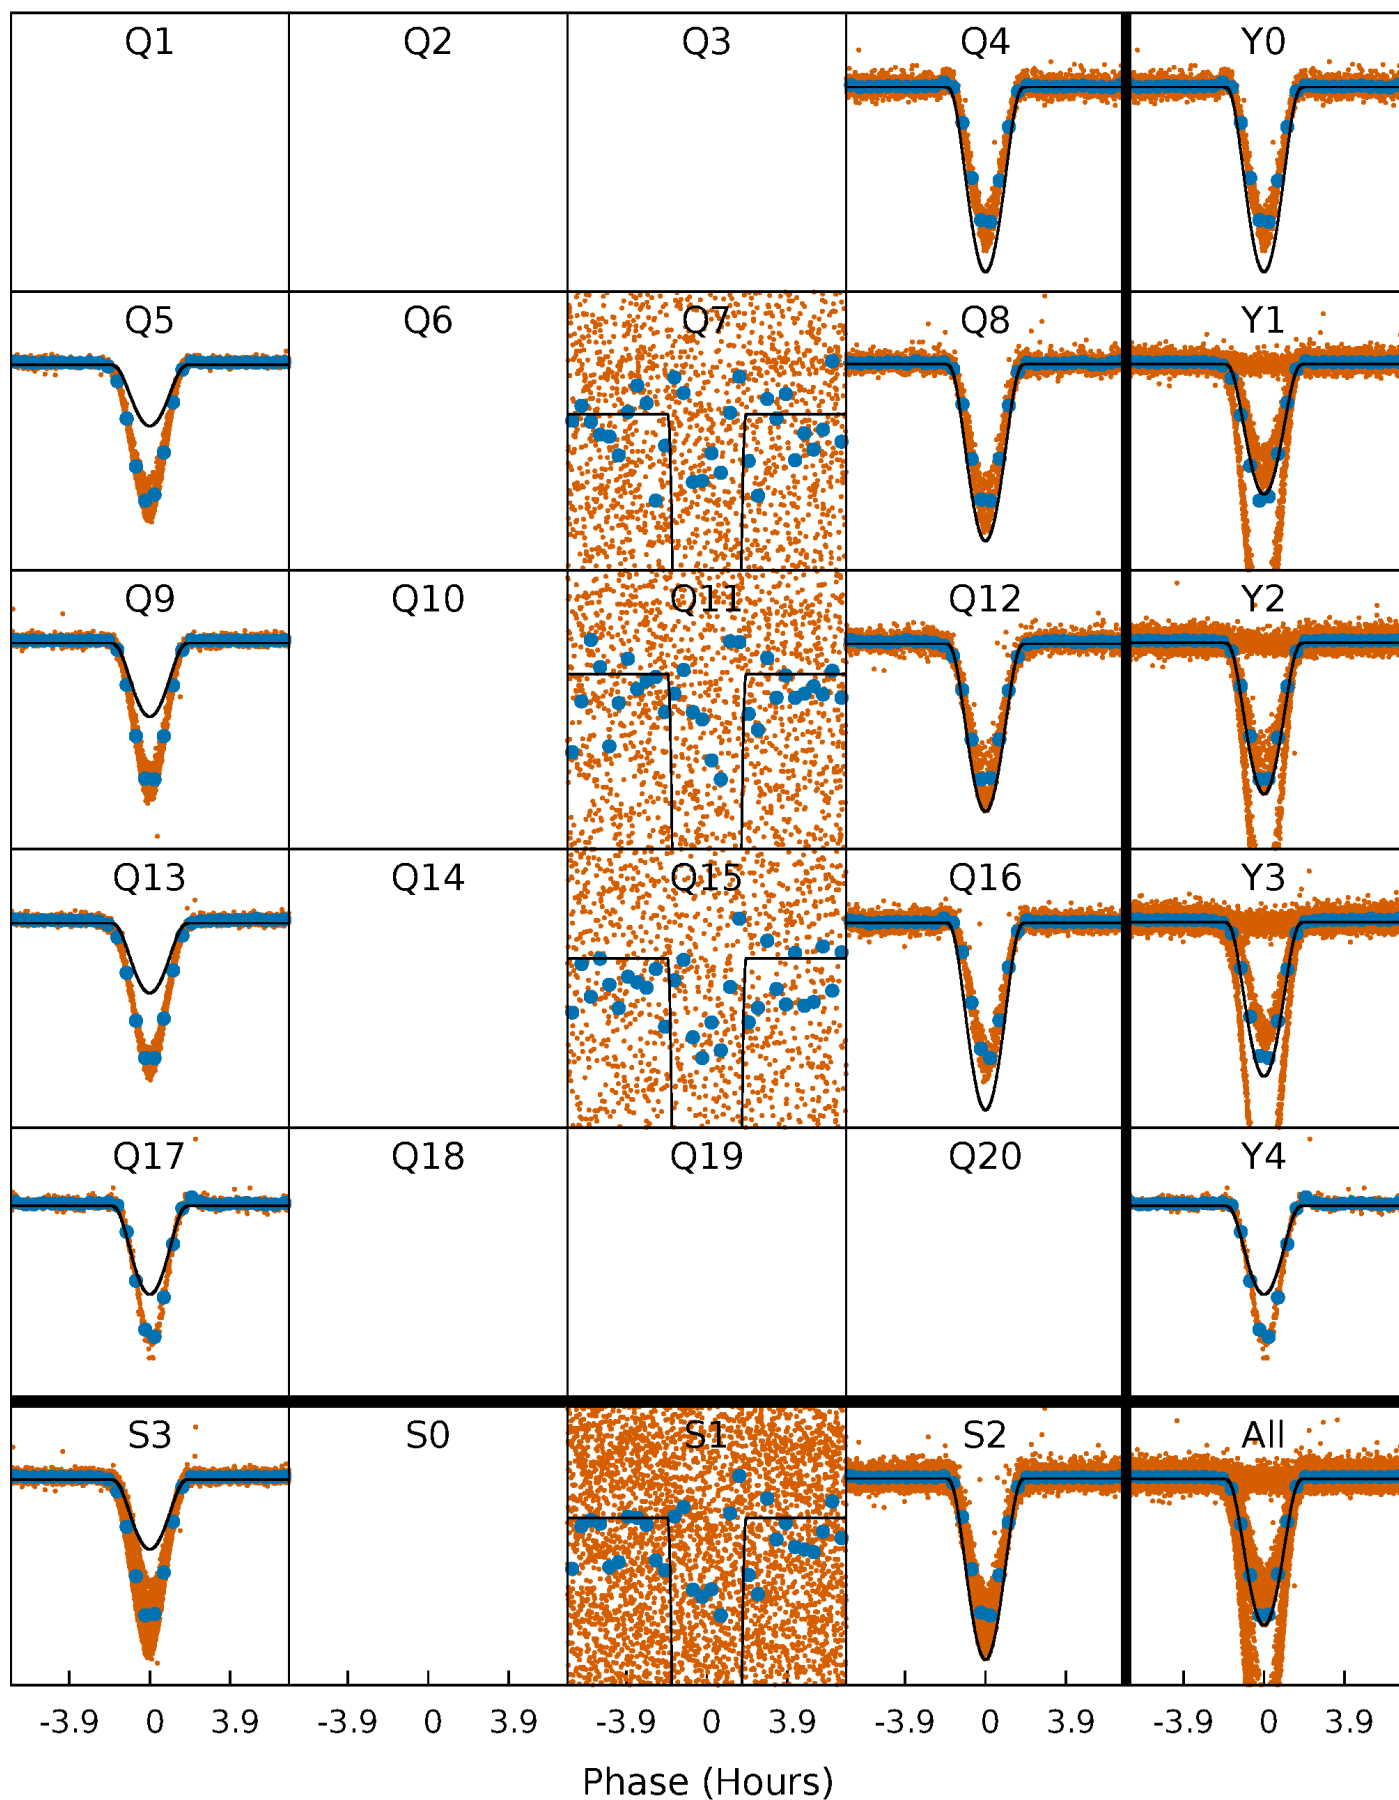 Q1 Q2 Q3 Q4 Y0
Q5 Q6 Q7 Q8 Y1
Q9 Q10 Q11 Q12 Y2
Q13 Q14 Q15 Q16 Y3
Q17 Q18 Q19 Q20 Y4
S3 S0 S1 S2 All
-3.9 0 3.9 -3.9 0 3.9 -3.9 0 3.9 -3.9 0 3.9 -3.9 0 3.9
Phase (Hours)